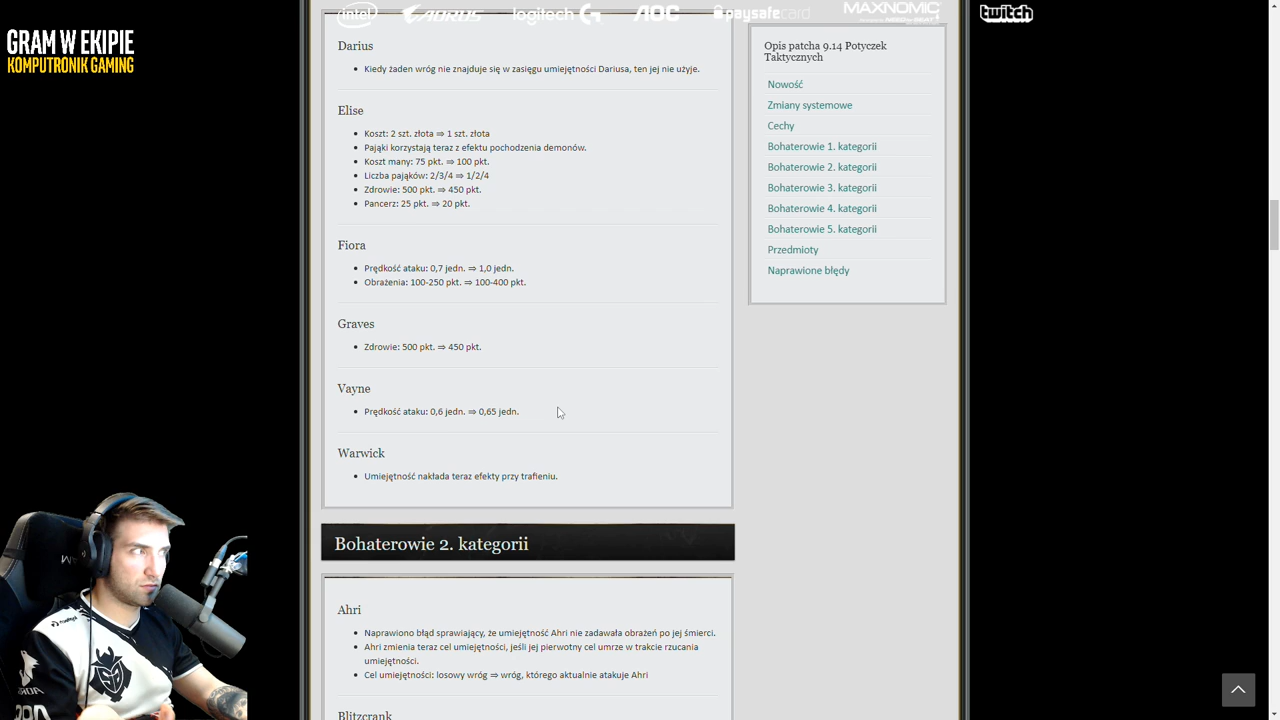 intel
AORUS
logitech G
AOC
paysafecard
MAXNOMIC
twitch
GRAM W EKIPIE
KOMPUTRONIK GAMING
Darius
Kiedy żaden wróg nie znajduje się w zasięgu umiejętności Dariusa, ten jej nie użyje.
Elise
Koszt: 2 szt. złota ⇒ 1 szt. złota
Pająki korzystają teraz z efektu pochodzenia demonów.
Koszt many: 75 pkt. ⇒ 100 pkt.
Liczba pająków: 2/3/4 ⇒ 1/2/4
Zdrowie: 500 pkt. ⇒ 450 pkt.
Pancerz: 25 pkt. ⇒ 20 pkt.
Fiora
Prędkość ataku: 0,7 jedn. ⇒ 1,0 jedn.
Obrażenia: 100-250 pkt. ⇒ 100-400 pkt.
Graves
Zdrowie: 500 pkt. ⇒ 450 pkt.
Vayne
Prędkość ataku: 0,6 jedn. ⇒ 0,65 jedn.
Warwick
Umiejętność nakłada teraz efekty przy trafieniu.
Bohaterowie 2. kategorii
Ahri
Naprawiono błąd sprawiający, że umiejętność Ahri nie zadawała obrażeń po jej śmierci.
Ahri zmienia teraz cel umiejętności, jeśli jej pierwotny cel umrze w trakcie rzucania
umiejętności.
Cel umiejętności: losowy wróg ⇒ wróg, którego aktualnie atakuje Ahri
Blitzcrank
Opis patcha 9.14 Potyczek
Taktycznych
Nowość
Zmiany systemowe
Cechy
Bohaterowie 1. kategorii
Bohaterowie 2. kategorii
Bohaterowie 3. kategorii
Bohaterowie 4. kategorii
Bohaterowie 5. kategorii
Przedmioty
Naprawione błędy